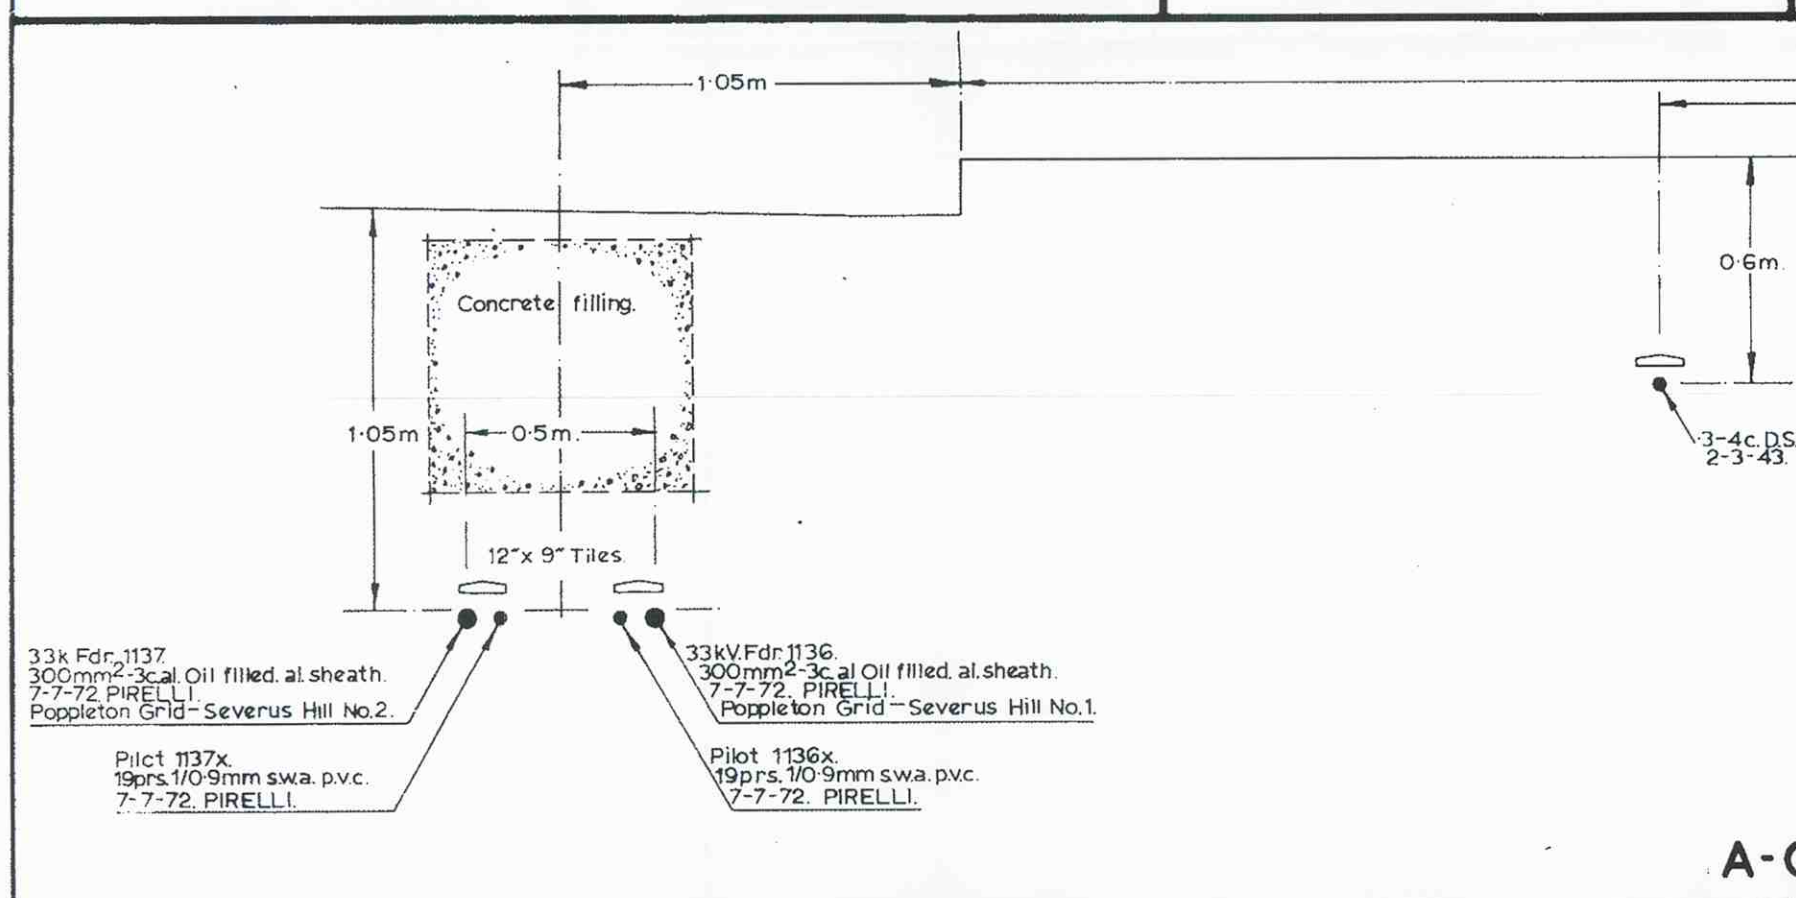 1·05m
0·6m.
Concrete filling.
1·05m
0·5m.
3-4c. D.S.
2-3-43.
12″x 9″ Tiles.
33k Fdr. 1137.
300mm²-3c.al. Oil filled. al. sheath.
7-7-72. PIRELLI.
Poppleton Grid-Severus Hill No.2.
33kV. Fdr. 1136.
300mm²-3c.al Oil filled. al. sheath.
7-7-72. PIRELLI.
Poppleton Grid-Severus Hill No.1.
Pilot 1137x.
19prs. 1/0·9mm s.w.a. p.v.c.
7-7-72. PIRELLI.
Pilot 1136x.
19prs. 1/0·9mm s.w.a. p.v.c.
7-7-72. PIRELLI.
A-